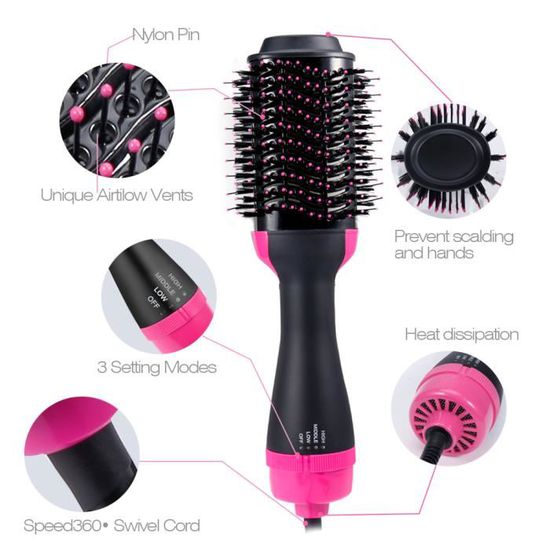 Nylon Pin
Unique Airtilow Vents
Prevent scalding
and hands
HIGH
MIDDLE
LOW
OFF
3 Setting Modes
Heat dissipation
HIGH
MIDDLE
LOW
OFF
Speed360• Swivel Cord